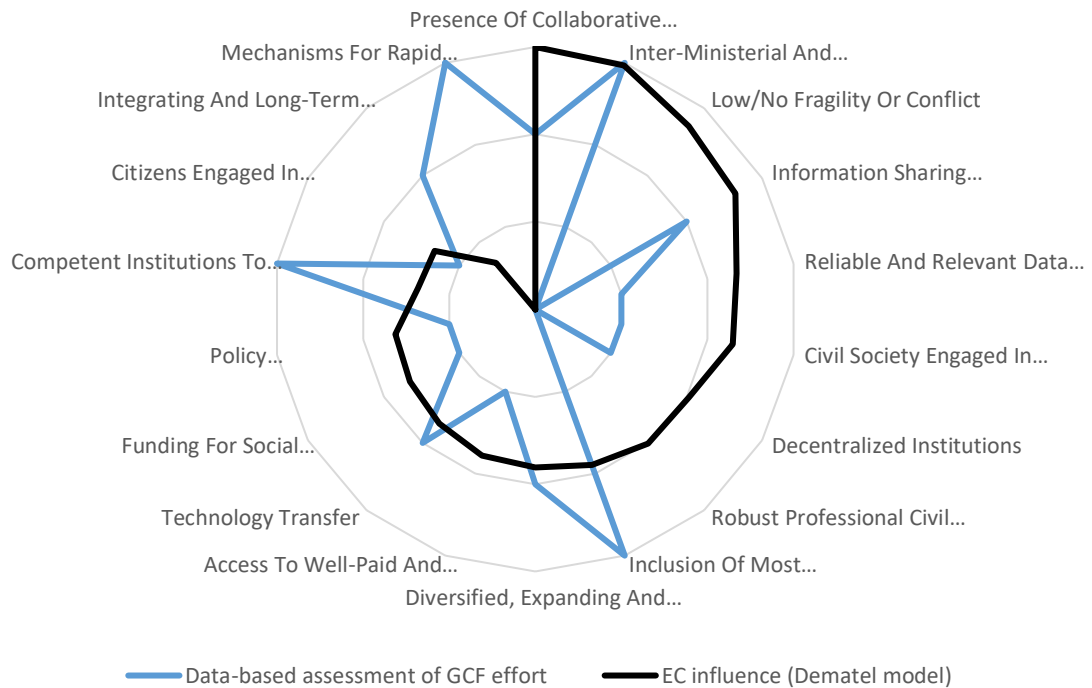 Presence Of Collaborative…
Mechanisms For Rapid…
Inter-Ministerial And…
Integrating And Long-Term…
Low/No Fragility Or Conflict
Citizens Engaged In…
Information Sharing…
Competent Institutions To…
Reliable And Relevant Data…
Policy…
Civil Society Engaged In…
Funding For Social…
Decentralized Institutions
Technology Transfer
Robust Professional Civil…
Access To Well-Paid And…
Inclusion Of Most…
Diversified, Expanding And…
Data-based assessment of GCF effort
EC influence (Dematel model)